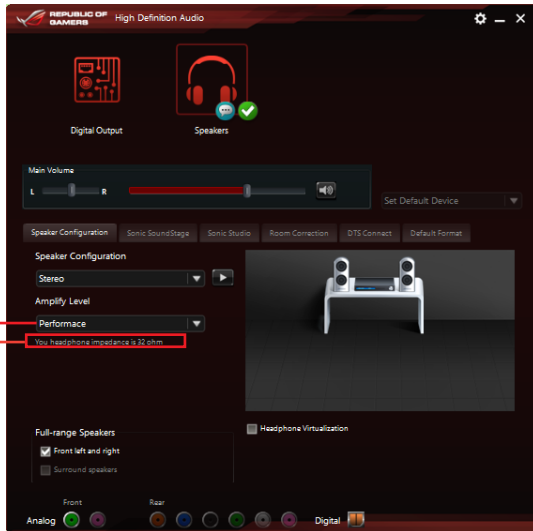 REPUBLIC OF
GAMERS
High Definition Audio
Digital Output
Speakers
Main Volume
L
R
Set Default Device
Speaker Configuration
Sonic SoundStage
Sonic Studio
Room Correction
DTS Connect
Default Format
Speaker Configuration
Stereo
Amplify Level
Performace
You headphone impedance is 32 ohm
Headphone Virtualization
Full-range Speakers
Front left and right
Surround speakers
Front
Rear
Analog
Digital